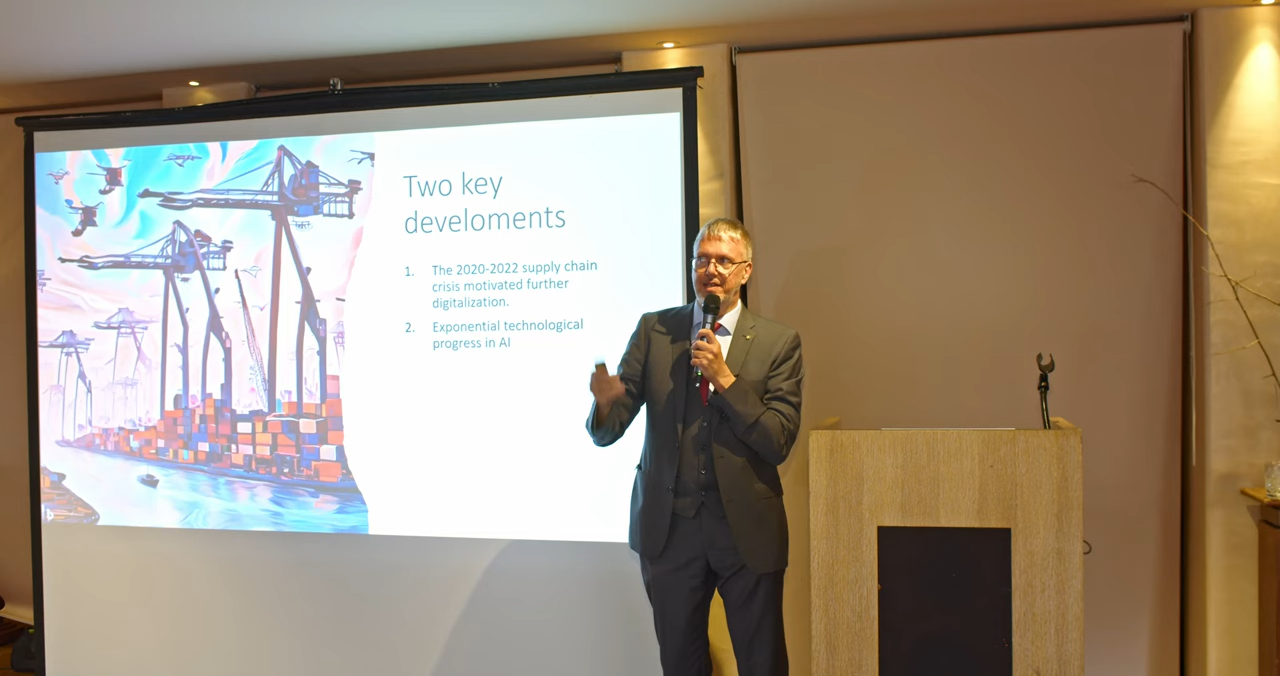 Two key
develoments
1. The 2020-2022 supply chain
crisis motivated further
digitalization.
2. Exponential technological
progress in AI